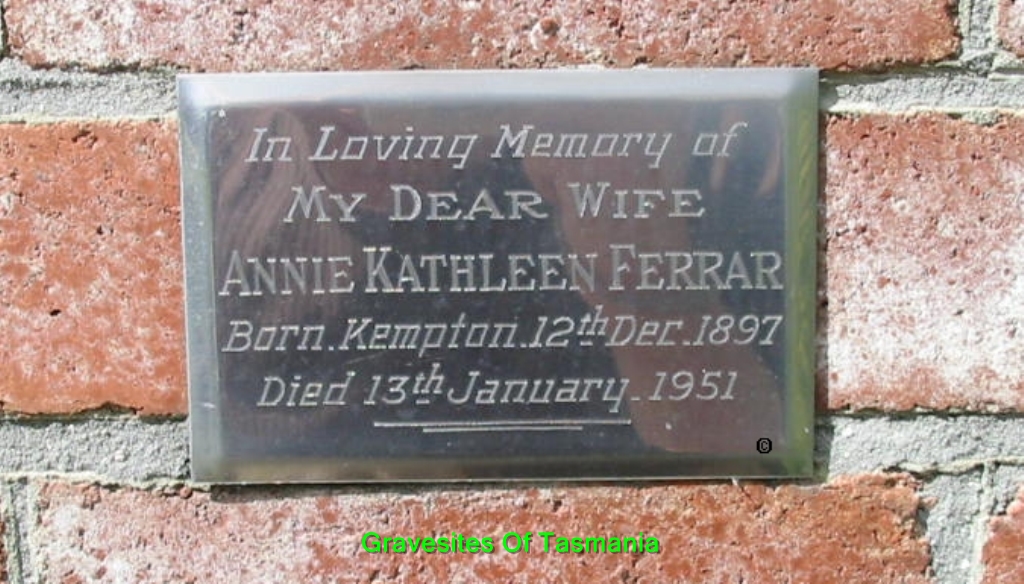 In Loving Memory of
MY DEAR WIFE
ANNIE KATHLEEN FERRAR
Born. Kempton. 12th Dec. 1897
Died 13th January. 1951
©
Gravesites Of Tasmania